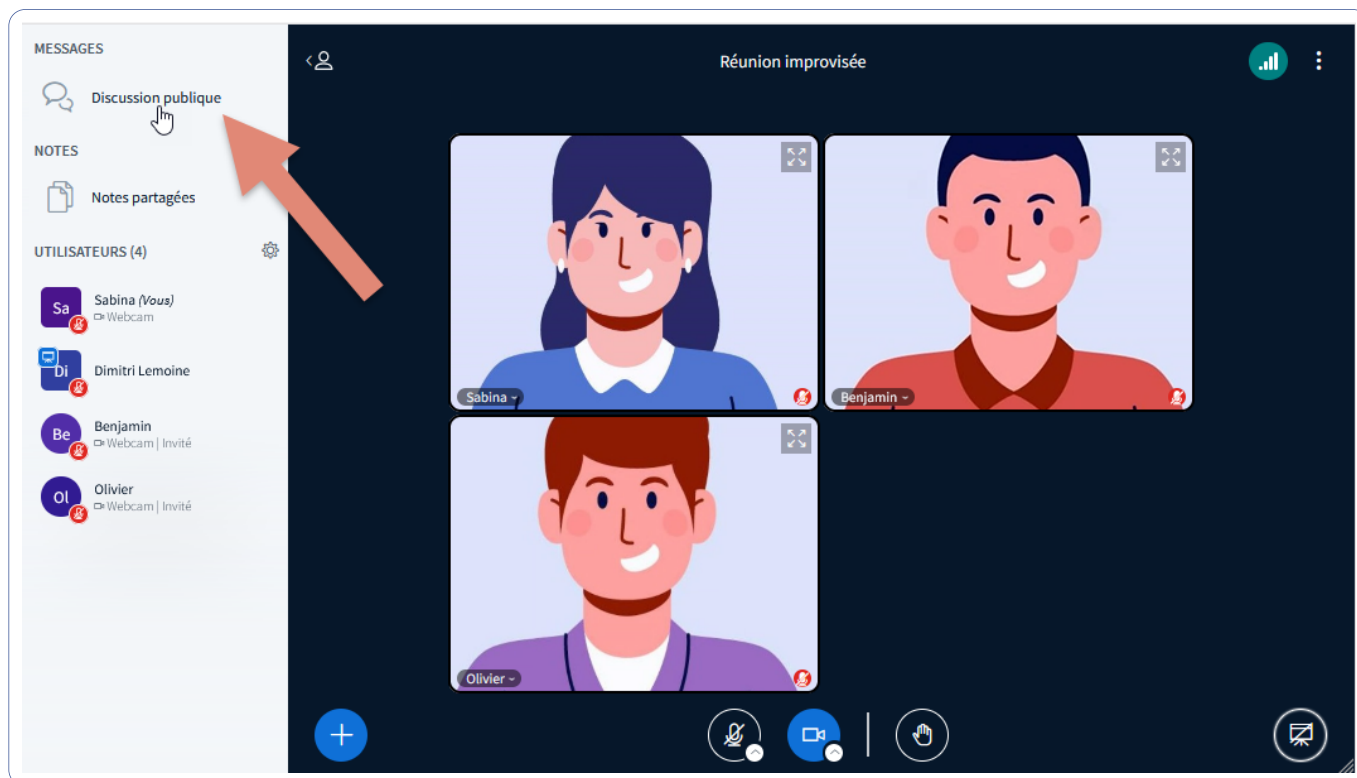 MESSAGES
Discussion publique
NOTES
Notes partagées
UTILISATEURS (4)
Sa
Sabina (Vous)
Webcam
Di
Dimitri Lemoine
Be
Benjamin
Webcam | Invité
Ol
Olivier
Webcam | Invité
Réunion improvisée
Sabina
Benjamin
Olivier